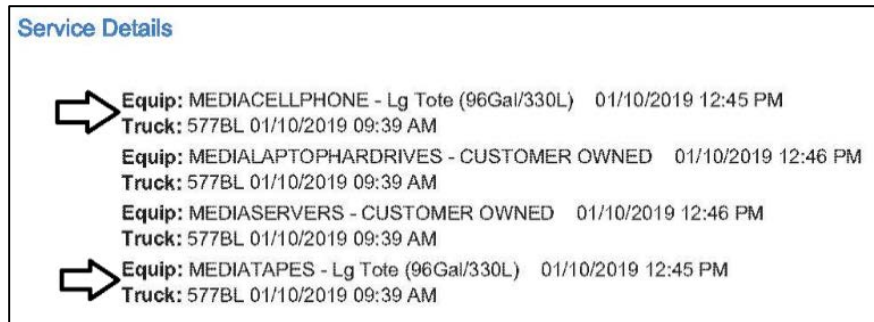 Service Details
Equip: MEDIACELLPHONE - Lg Tote (96Gal/330L) 01/10/2019 12:45 PM
Truck: 577BL 01/10/2019 09:39 AM
Equip: MEDIALAPTOPHARDRIVES - CUSTOMER OWNED 01/10/2019 12:46 PM
Truck: 577BL 01/10/2019 09:39 AM
Equip: MEDIASERVERS - CUSTOMER OWNED 01/10/2019 12:46 PM
Truck: 577BL 01/10/2019 09:39 AM
Equip: MEDIATAPES - Lg Tote (96Gal/330L) 01/10/2019 12:45 PM
Truck: 577BL 01/10/2019 09:39 AM